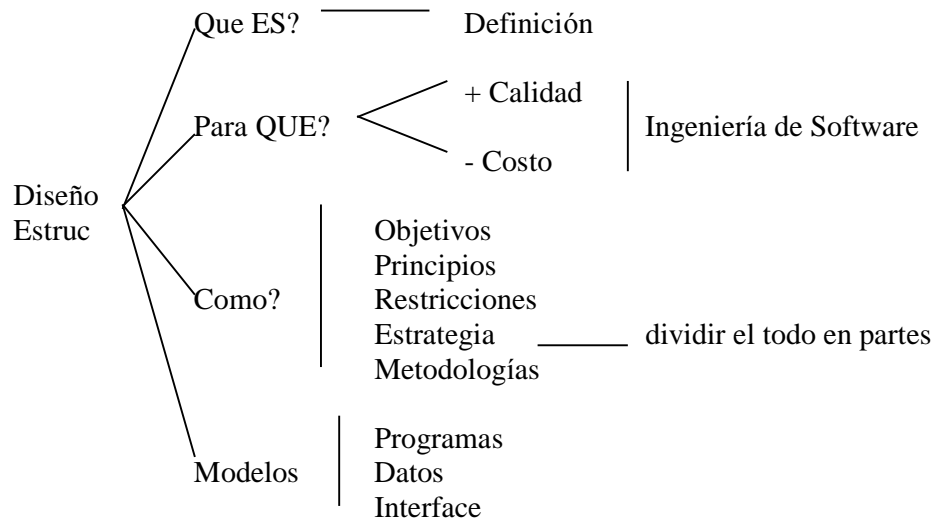 Que ES?
Definición
Para QUE?
+ Calidad
- Costo
Ingeniería de Software
Diseño
Estruc
Como?
Objetivos
Principios
Restricciones
Estrategia
dividir el todo en partes
Metodologías
Modelos
Programas
Datos
Interface